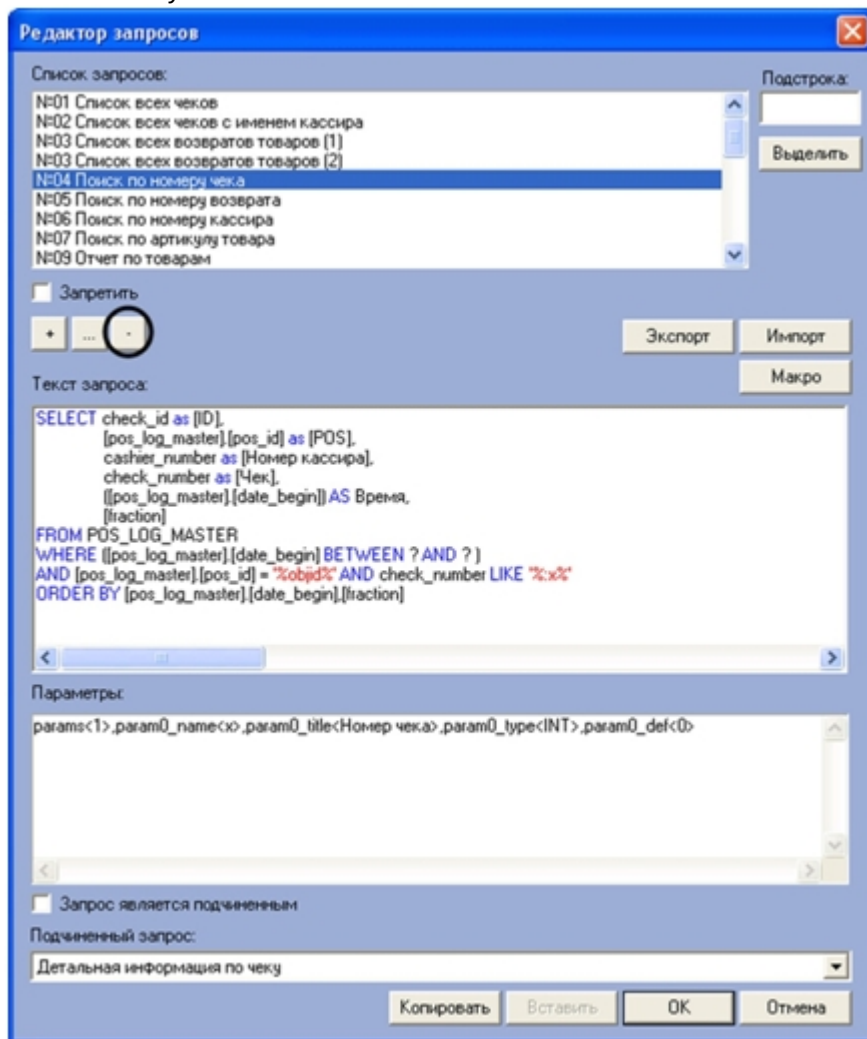 Редактор запросов
Список запросов:
Подстрока:
№01 Список всех чеков
№02 Список всех чеков с именем кассира
№03 Список всех возвратов товаров (1)
№03 Список всех возвратов товаров (2)
№04 Поиск по номеру чека
№05 Поиск по номеру возврата
№06 Поиск по номеру кассира
№07 Поиск по артикулу товара
№09 Отчет по товарам
Выделить
Запретить
+ ... -
Экспорт Импорт
Макро
Текст запроса:
SELECT check_id as [ID],
[pos_log_master].[pos_id] as [POS],
cashier_number as [Номер кассира],
check_number as [Чек],
([pos_log_master].[date_begin]) AS Время,
[fraction]
FROM POS_LOG_MASTER
WHERE ([pos_log_master].[date_begin] BETWEEN ? AND ? )
AND [pos_log_master].[pos_id] = '%objid%' AND check_number LIKE '%:x%'
ORDER BY [pos_log_master].[date_begin],[fraction]
Параметры:
params<1>,param0_name<x>,param0_title<Номер чека>,param0_type<INT>,param0_def<0>
Запрос является подчиненным
Подчиненный запрос:
Детальная информация по чеку
Копировать Вставить OK Отмена